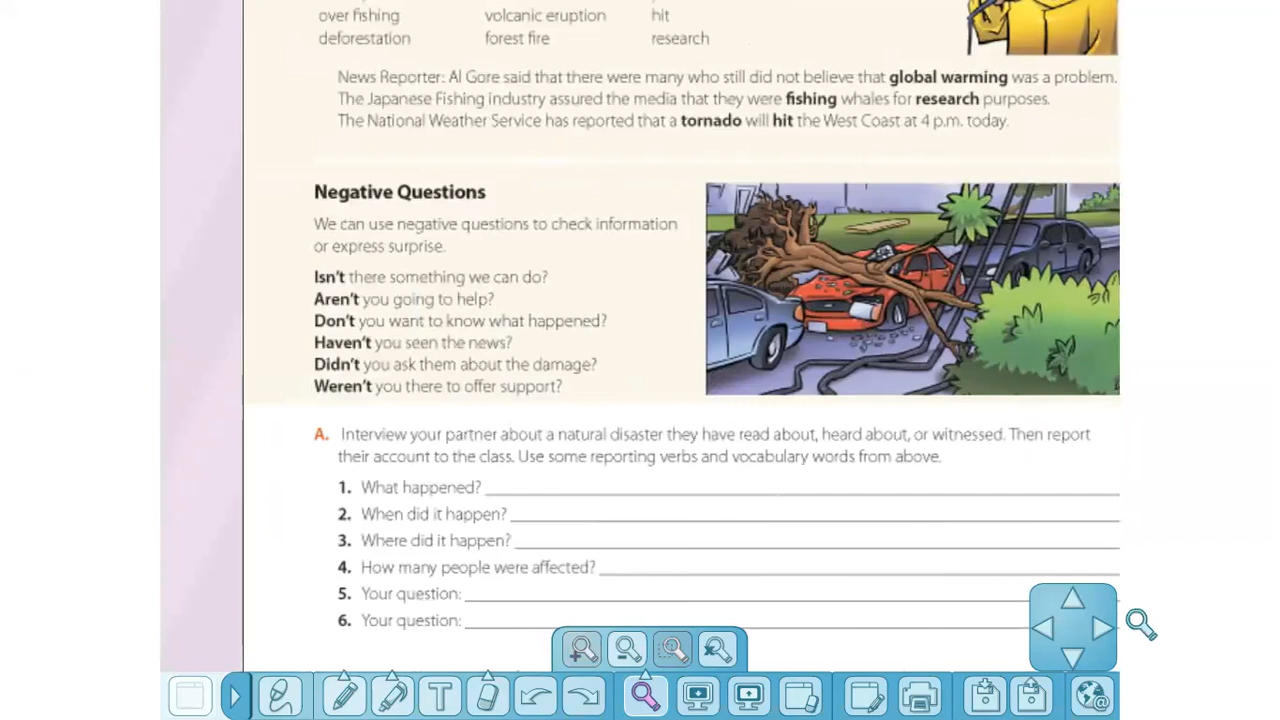 over fishing volcanic eruption hit
deforestation forest fire research
News Reporter: Al Gore said that there were many who still did not believe that global warming was a problem.
The Japanese Fishing industry assured the media that they were fishing whales for research purposes.
The National Weather Service has reported that a tornado will hit the West Coast at 4 p.m. today.
Negative Questions
We can use negative questions to check information
or express surprise.
Isn't there something we can do?
Aren't you going to help?
Don't you want to know what happened?
Haven't you seen the news?
Didn't you ask them about the damage?
Weren't you there to offer support?
A. Interview your partner about a natural disaster they have read about, heard about, or witnessed. Then report
their account to the class. Use some reporting verbs and vocabulary words from above.
1. What happened?
2. When did it happen?
3. Where did it happen?
4. How many people were affected?
5. Your question:
6. Your question: